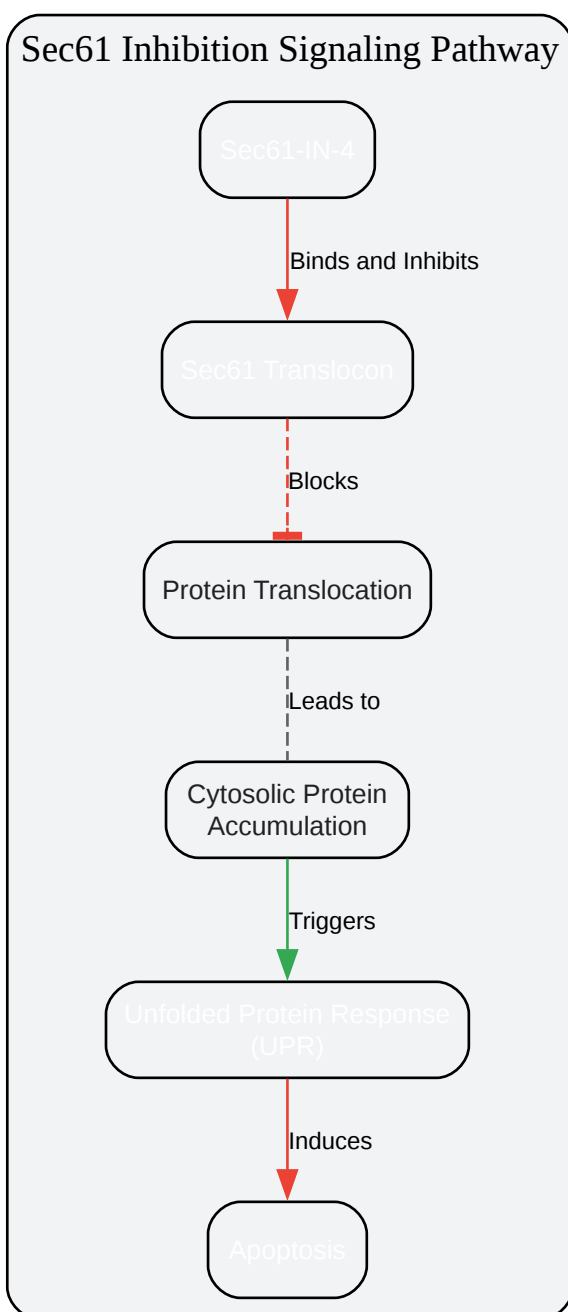 Sec61 Inhibition Signaling Pathway
Sec61-IN-4
Binds and Inhibits
Sec61 Translocon
Blocks
Protein Translocation
Leads to
Cytosolic Protein
Accumulation
Triggers
Unfolded Protein Response
(UPR)
Induces
Apoptosis